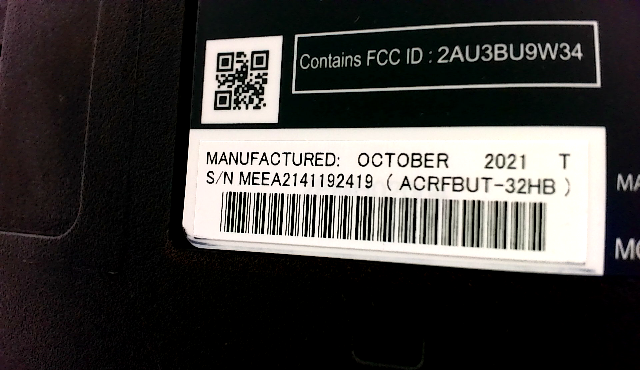 Contains FCC ID : 2AU3BU9W34
MANUFACTURED: OCTOBER 2021 T
S/N MEEA2141192419 ( ACRFBUT-32HB )